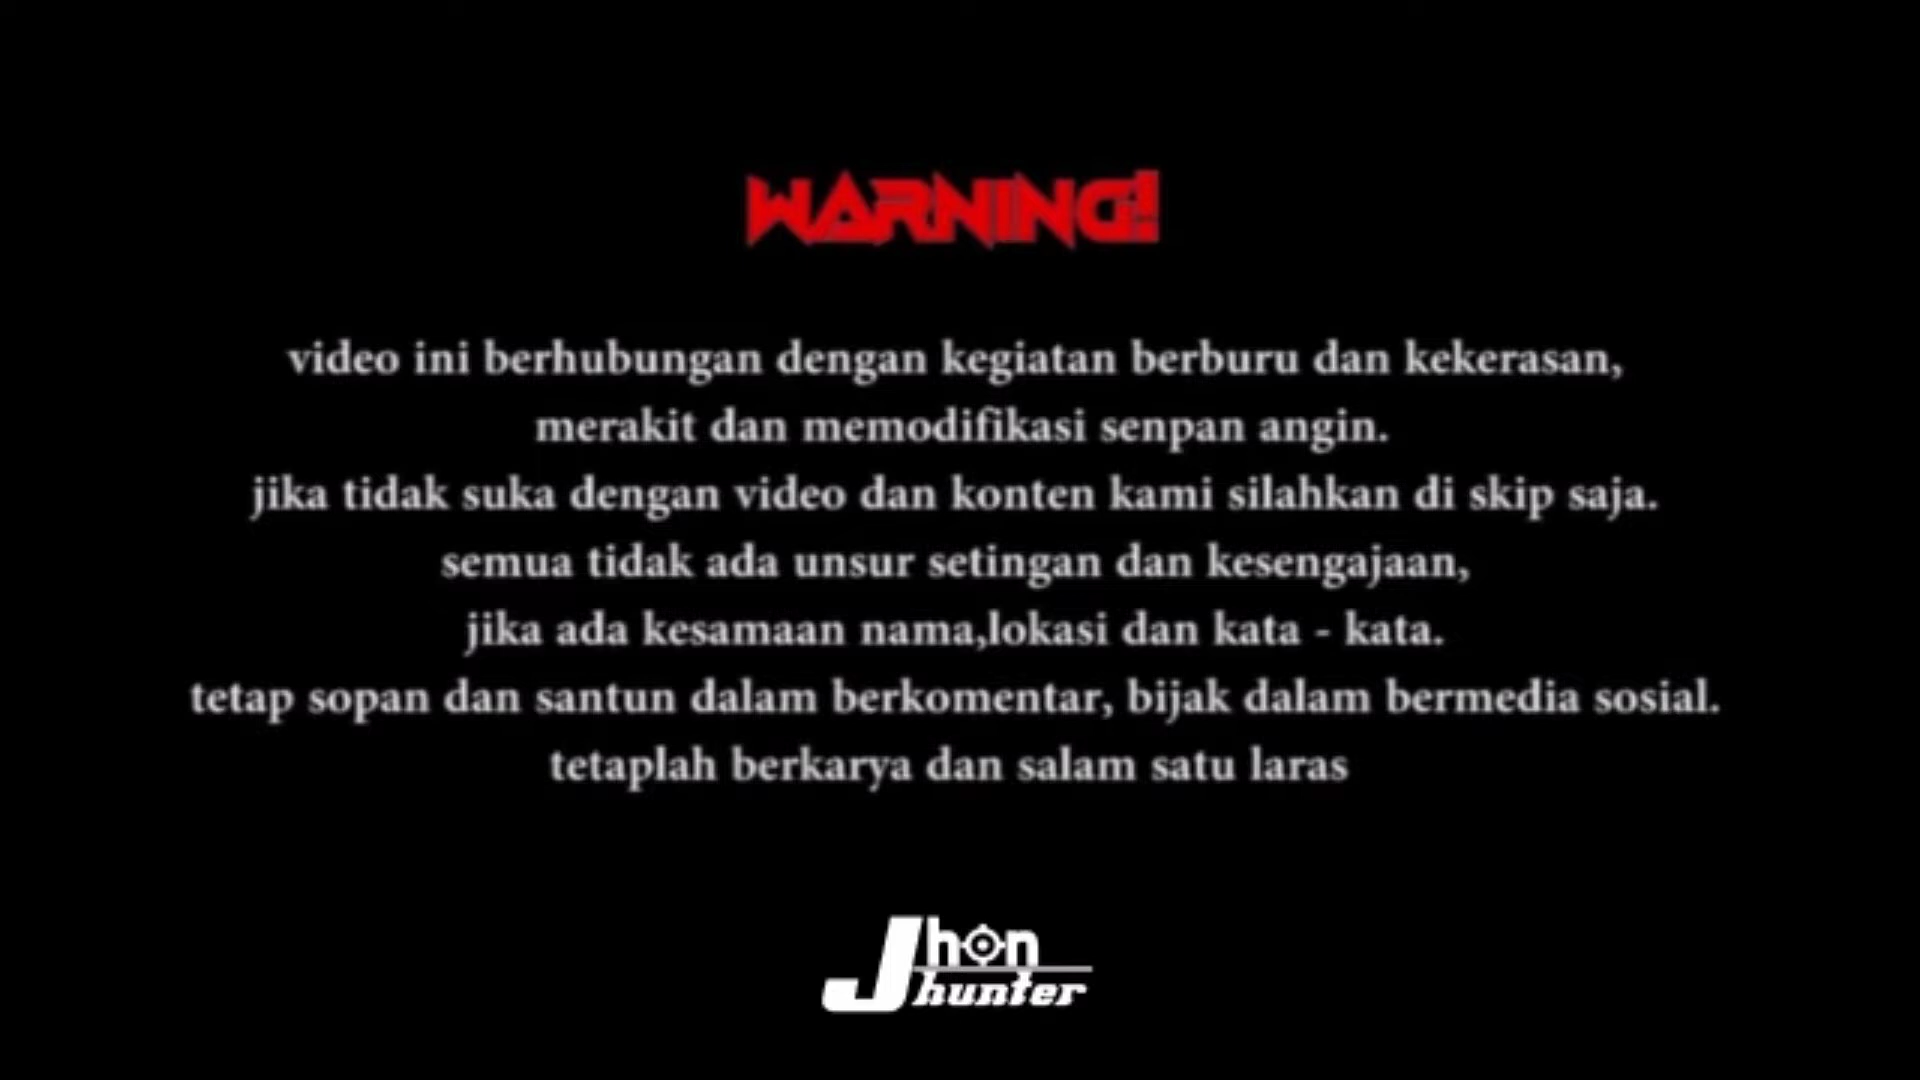 WARNING!
video ini berhubungan dengan kegiatan berburu dan kekerasan,
merakit dan memodifikasi senpan angin.
jika tidak suka dengan video dan konten kami silahkan di skip saja.
semua tidak ada unsur setingan dan kesengajaan,
jika ada kesamaan nama,lokasi dan kata - kata.
tetap sopan dan santun dalam berkomentar, bijak dalam bermedia sosial.
tetaplah berkarya dan salam satu laras
Jhon
hunter